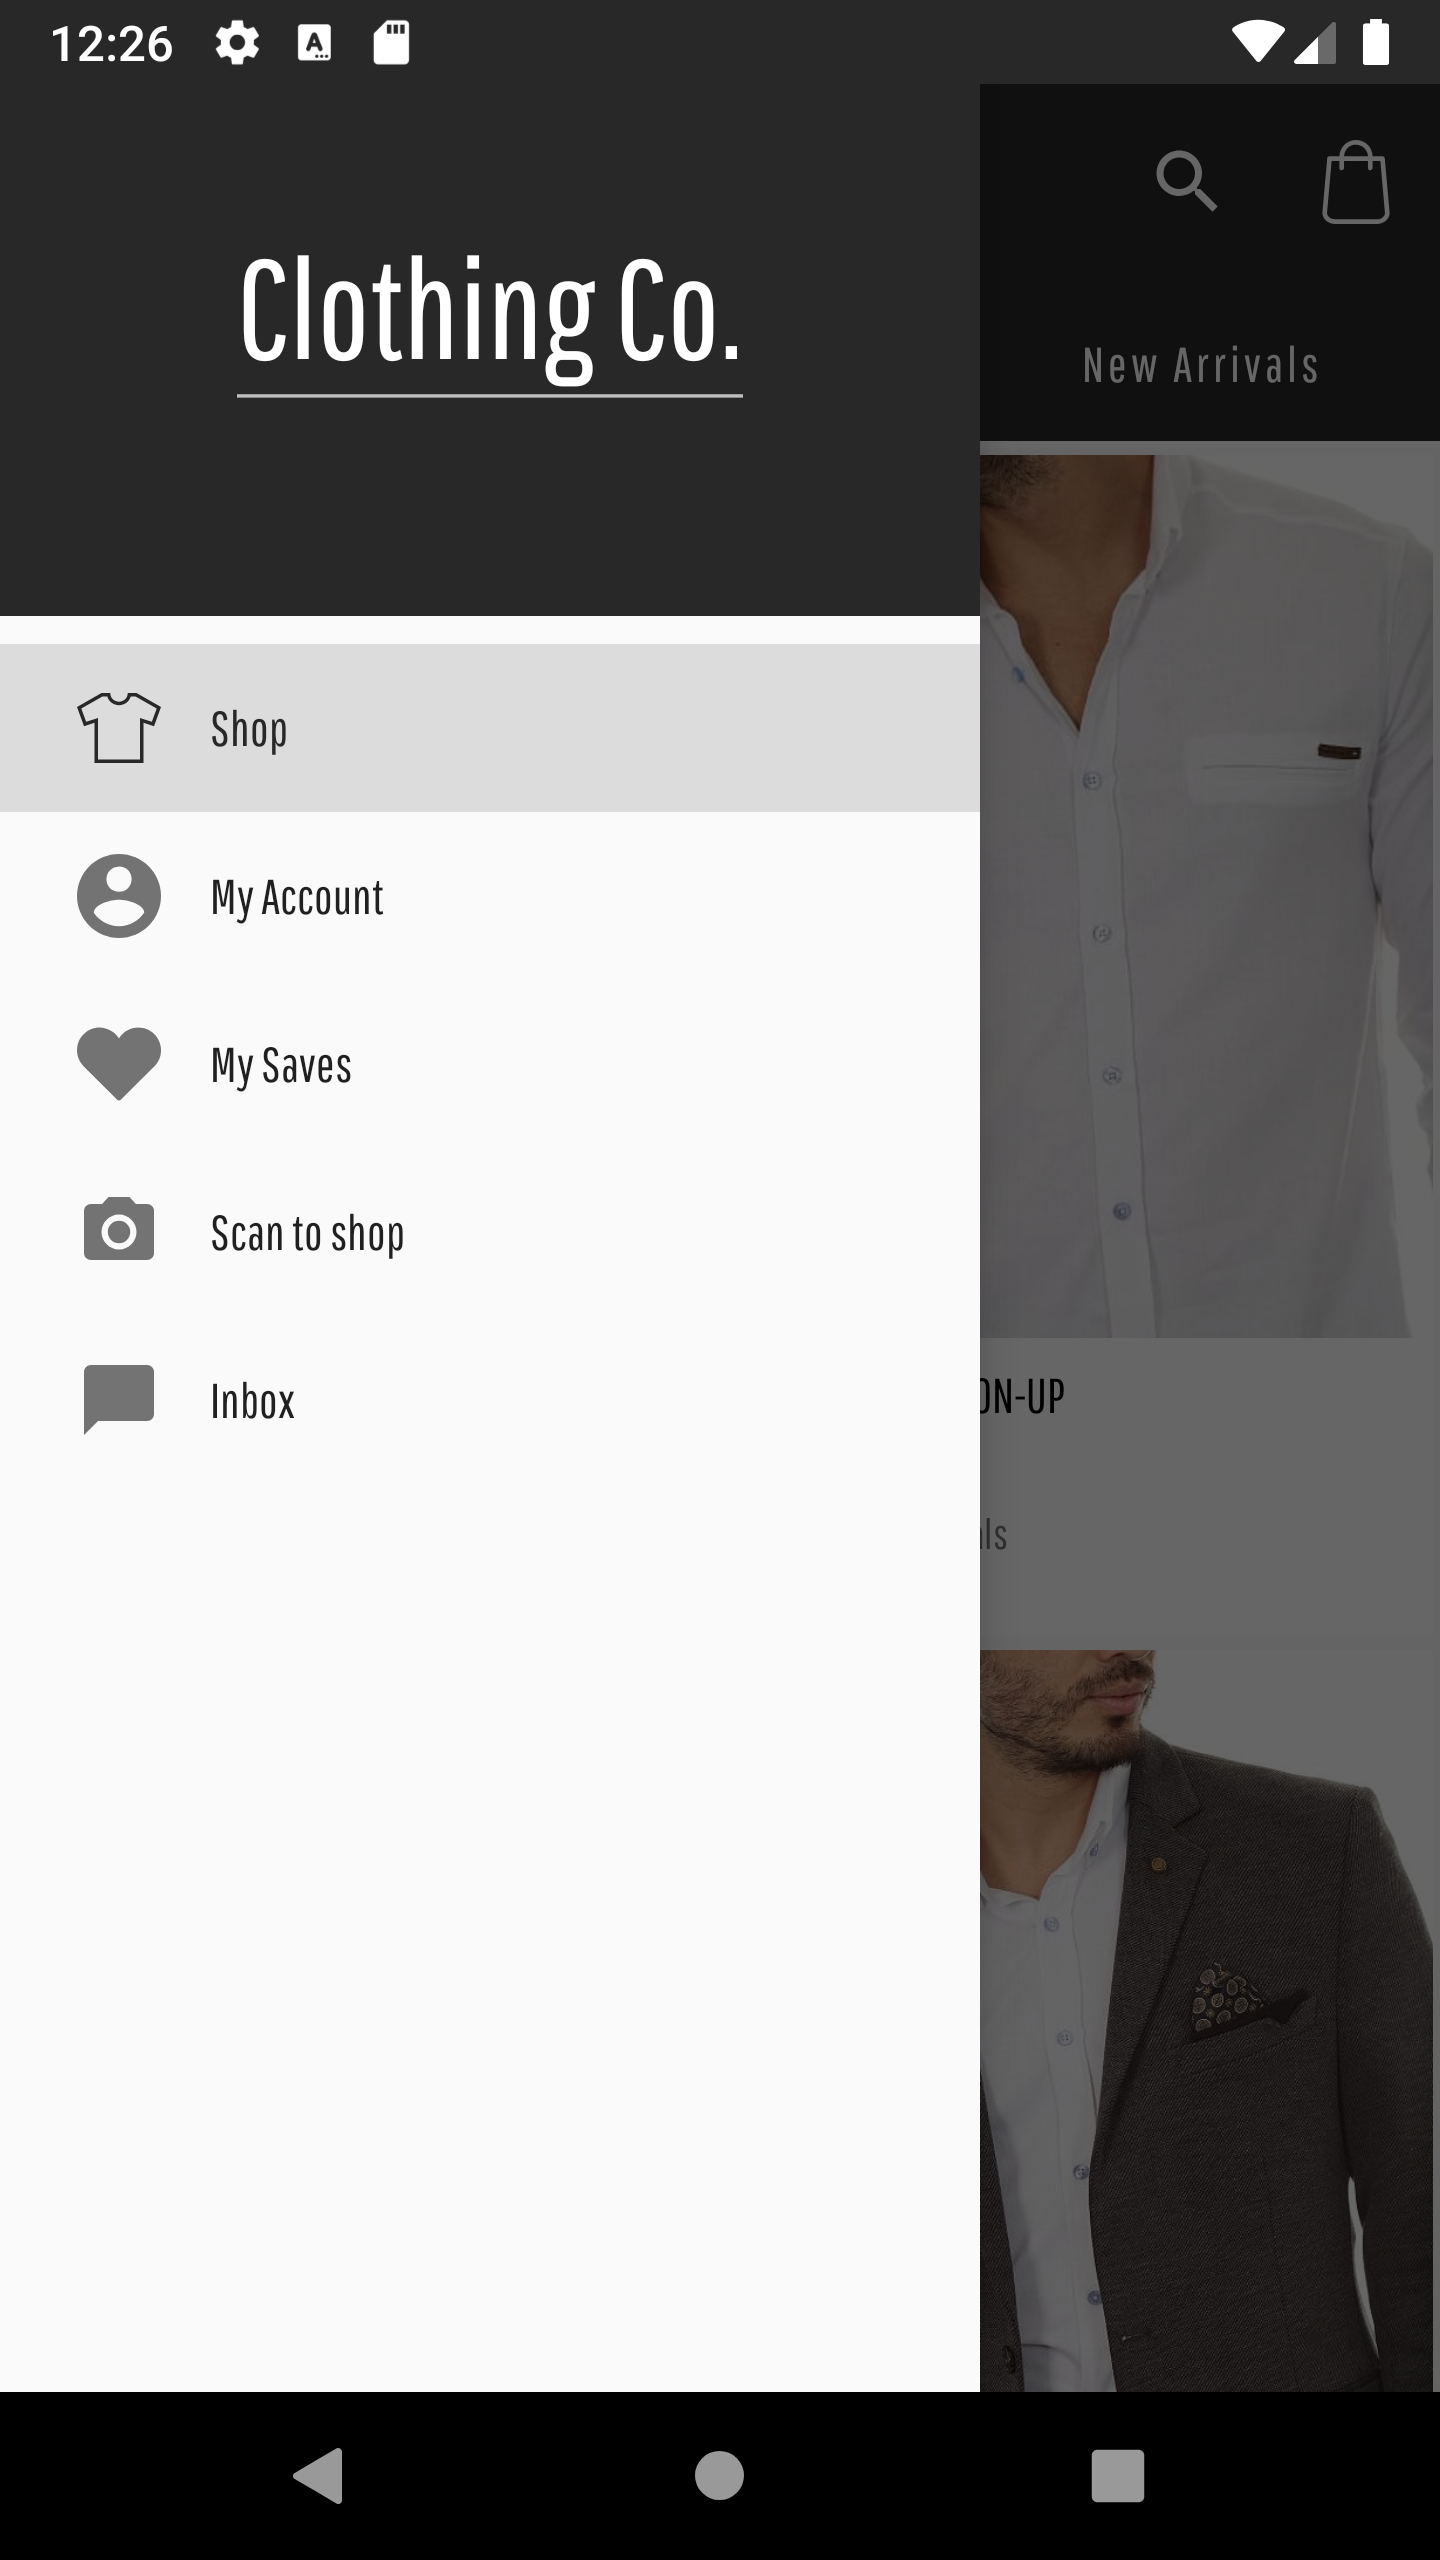 12:26
Clothing Co.
New Arrivals
Shop
My Account
My Saves
Scan to shop
Inbox
ON-UP
ls